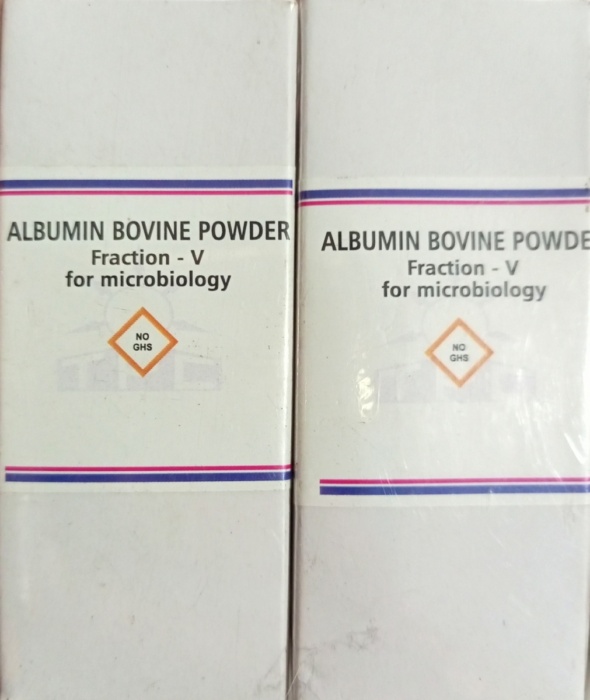 ALBUMIN BOVINE POWDER
Fraction - V
for microbiology
NO
GHS
ALBUMIN BOVINE POWDE
Fraction - V
for microbiology
NO
GHS